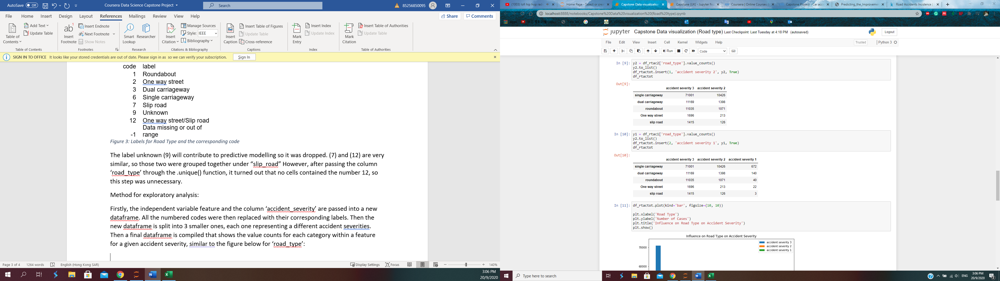 AutoSave Off Coursera Data Science Capstone Project Search 85256850095
File Home Insert Design Layout References Mailings Review View Help Share Comments
Table of Contents Add Text Update Table Table of Contents
Insert Footnote Insert Endnote Next Footnote Show Notes Footnotes
Smart Lookup Researcher Research
Insert Citation Manage Sources Style: IEEE Bibliography Citations & Bibliography
Insert Caption Insert Table of Figures Update Table Cross-reference Captions
Mark Entry Insert Index Update Index Index
Mark Citation Insert Table of Authorities Update Table Table of Authorities
SIGN IN TO OFFICE It looks like your stored credentials are out of date. Please sign in as so we can verify your subscription. Sign In
code label
1 Roundabout
2 One way street
3 Dual carriageway
6 Single carriageway
7 Slip road
9 Unknown
12 One way street/Slip road
Data missing or out of
-1 range
Figure 3: Labels for Road Type and the corresponding code
The label unknown (9) will contribute to predictive modelling so it was dropped. (7) and (12) are very
similar, so those two were grouped together under “slip_road” However, after passing the column
‘road_type’ through the .unique() function, it turned out that no cells contained the number 12, so
this step was unnecessary.
Method for exploratory analysis:
Firstly, the independent variable feature and the column ‘accident_severity’ are passed into a new
dataframe. All the numbered codes were then replaced with their corresponding labels. Then the
new dataframe is split into 3 smaller ones, each one representing a different accident severities.
Then a final dataframe is compiled that shows the value counts for each category within a feature
for a given accident severity, similar to the figure below for ‘road_type’:
Page 3 of 4 1264 words English (Hong Kong SAR) Display Settings Focus 140%
3:06 PM
20/9/2020
(1003) lofi hip hop Home Page - Select or Capstone Data visualization Capstone (UK) - Jupyter Coursera | Online Courses Capstone Project - Car Predicting_the_Improveme Road Accidents Incidence |
localhost:8888/notebooks/Capstone%20Data%20visualization%20(Road%20type).ipynb
Apps New Tab Google Translate YouTube Maps Outlook
jupyter Capstone Data visualization (Road type) Last Checkpoint: Last Tuesday at 4:18 PM (autosaved) Logout
File Edit View Insert Cell Kernel Widgets Help Trusted Python 3
Run Code
In [9]: y2 = df_rtac2['road_type'].value_counts()
y2.to_list()
df_rtactot.insert(1, 'accident severity 2', y2, True)
df_rtactot
Out[9]:
accident severity 3 accident severity 2
single carriageway 71001 10426
dual carriageway 11169 1398
roundabout 11035 1071
One way street 1696 213
slip road 1415 126
In [10]: y1 = df_rtac1['road_type'].value_counts()
y2.to_list()
df_rtactot.insert(2, 'accident severity 1', y1, True)
df_rtactot
Out[10]:
accident severity 3 accident severity 2 accident severity 1
single carriageway 71001 10426 672
dual carriageway 11169 1398 140
roundabout 11035 1071 40
One way street 1696 213 22
slip road 1415 126 3
In [11]: df_rtactot.plot(kind='bar', figsize=(10, 10))
plt.xlabel('Road Type')
plt.ylabel('Number of Cases')
plt.title('Influence on Road Type on Accident Severity')
plt.show()
Influence on Road Type on Accident Severity
accident severity 3
accident severity 2
accident severity 1
70000
60000
Type here to search ENG 3:06 PM
20/9/2020